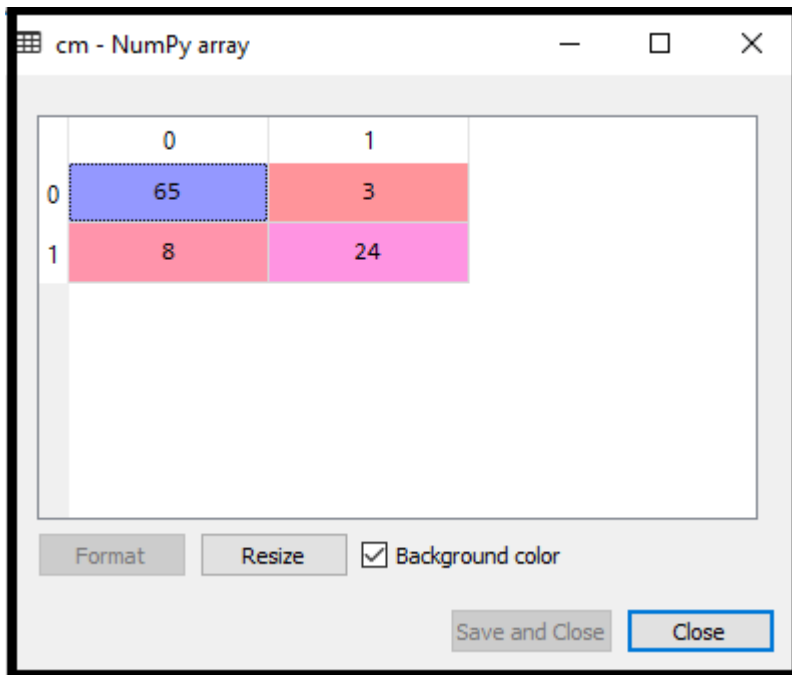 cm - NumPy array
0 1
0 65 3
1 8 24
Format Resize Background color
Save and Close Close